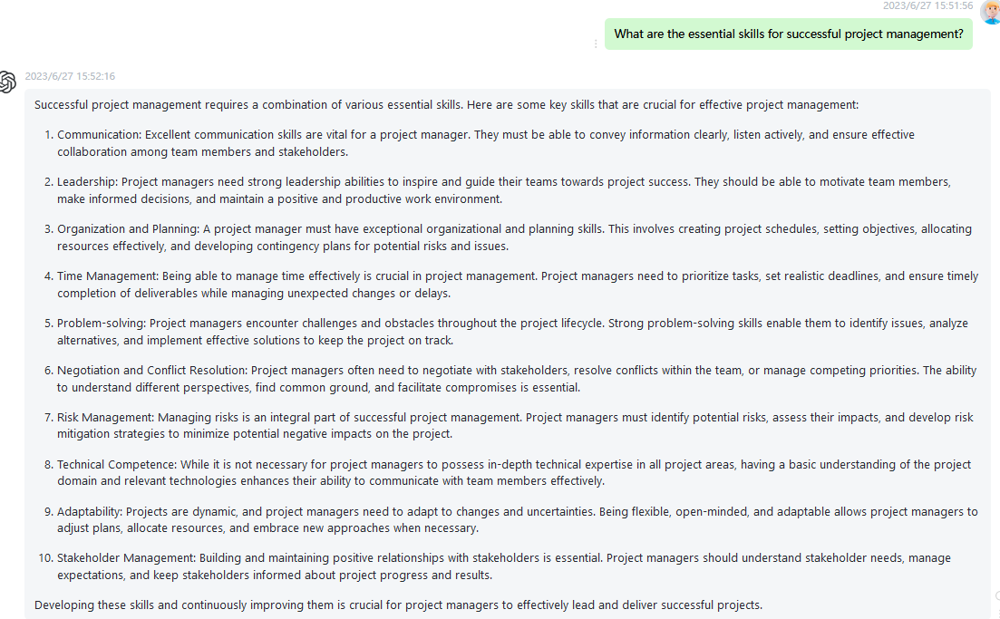 2023/6/27 15:51:56
What are the essential skills for successful project management?
2023/6/27 15:52:16
Successful project management requires a combination of various essential skills. Here are some key skills that are crucial for effective project management:
1. Communication: Excellent communication skills are vital for a project manager. They must be able to convey information clearly, listen actively, and ensure effective
collaboration among team members and stakeholders.
2. Leadership: Project managers need strong leadership abilities to inspire and guide their teams towards project success. They should be able to motivate team members,
make informed decisions, and maintain a positive and productive work environment.
3. Organization and Planning: A project manager must have exceptional organizational and planning skills. This involves creating project schedules, setting objectives, allocating
resources effectively, and developing contingency plans for potential risks and issues.
4. Time Management: Being able to manage time effectively is crucial in project management. Project managers need to prioritize tasks, set realistic deadlines, and ensure timely
completion of deliverables while managing unexpected changes or delays.
5. Problem-solving: Project managers encounter challenges and obstacles throughout the project lifecycle. Strong problem-solving skills enable them to identify issues, analyze
alternatives, and implement effective solutions to keep the project on track.
6. Negotiation and Conflict Resolution: Project managers often need to negotiate with stakeholders, resolve conflicts within the team, or manage competing priorities. The ability
to understand different perspectives, find common ground, and facilitate compromises is essential.
7. Risk Management: Managing risks is an integral part of successful project management. Project managers must identify potential risks, assess their impacts, and develop risk
mitigation strategies to minimize potential negative impacts on the project.
8. Technical Competence: While it is not necessary for project managers to possess in-depth technical expertise in all project areas, having a basic understanding of the project
domain and relevant technologies enhances their ability to communicate with team members effectively.
9. Adaptability: Projects are dynamic, and project managers need to adapt to changes and uncertainties. Being flexible, open-minded, and adaptable allows project managers to
adjust plans, allocate resources, and embrace new approaches when necessary.
10. Stakeholder Management: Building and maintaining positive relationships with stakeholders is essential. Project managers should understand stakeholder needs, manage
expectations, and keep stakeholders informed about project progress and results.
Developing these skills and continuously improving them is crucial for project managers to effectively lead and deliver successful projects.